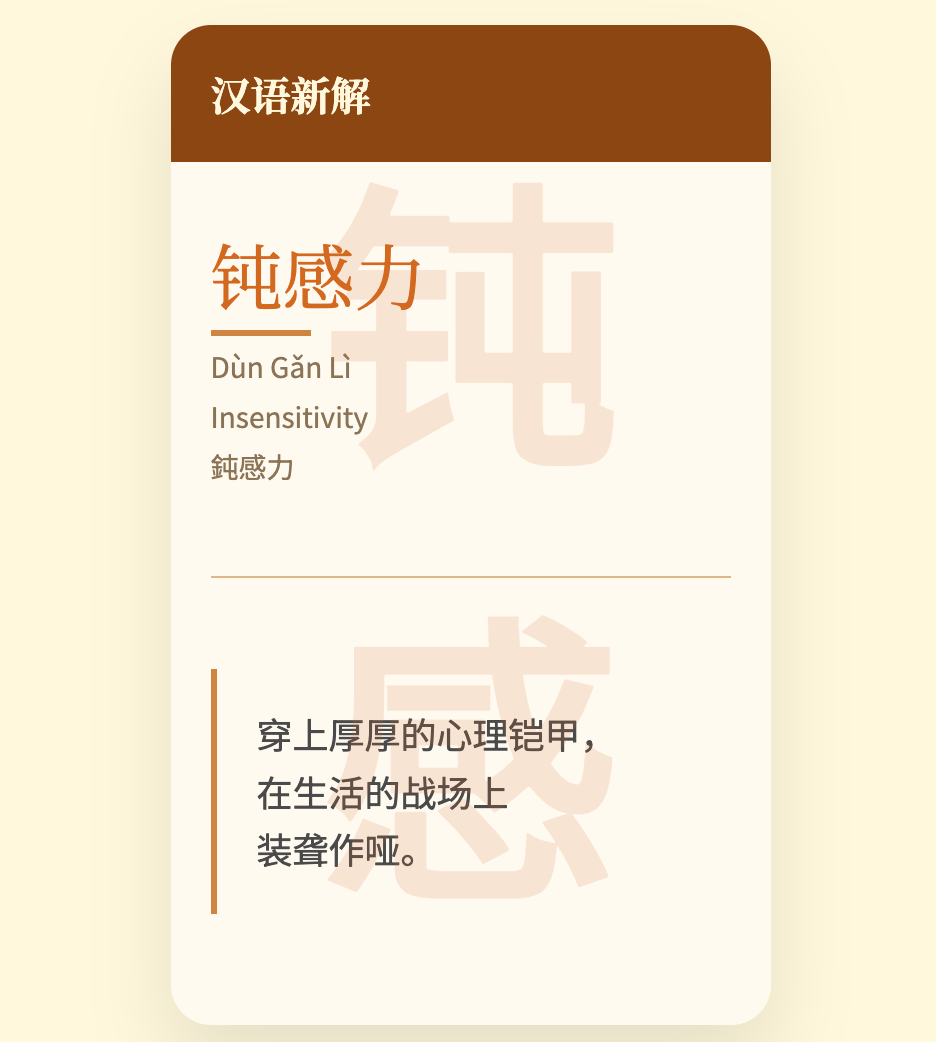 汉语新解
钝
钝感力
Dùn Gǎn Lì
Insensitivity
鈍感力
感
穿上厚厚的心理铠甲，
在生活的战场上
装聋作哑。